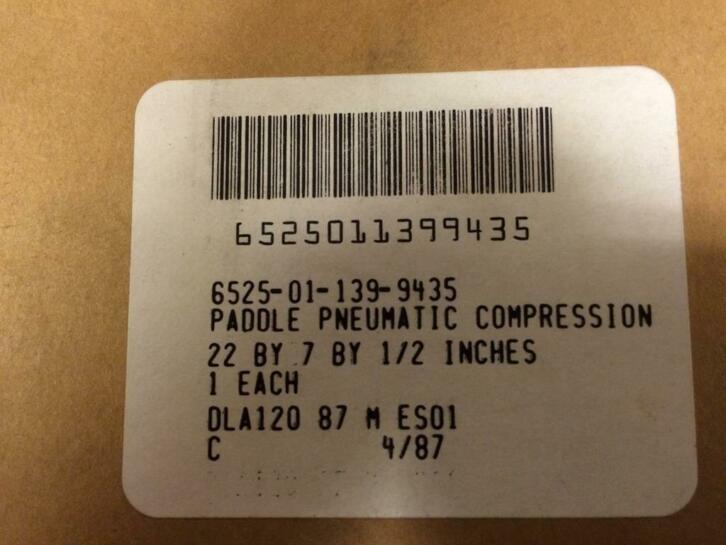 6525011399435
6525-01-139-9435
PADDLE PNEUMATIC COMPRESSION
22 BY 7 BY 1/2 INCHES
1 EACH
DLA120 87 M ES01
C 4/87